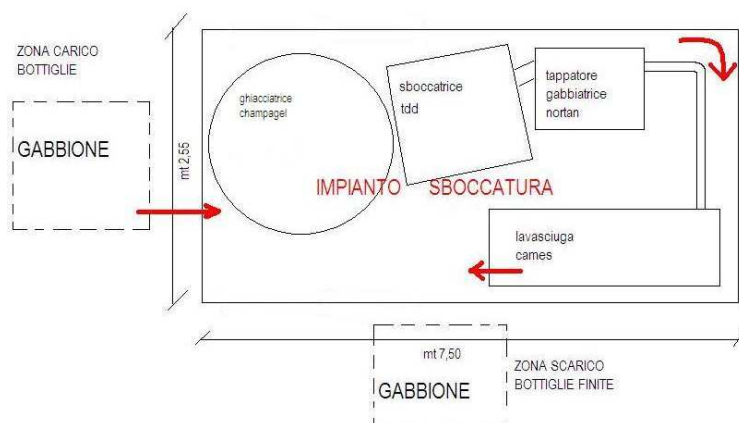 ZONA CARICO
BOTTIGLIE
GABBIONE
mt 2,55
ghiacciatrice
champagel
sboccatrice
tdd
tappatore
gabbiatrice
nortan
IMPIANTO SBOCCATURA
lavasciuga
cames
mt 7,50
GABBIONE
ZONA SCARICO
BOTTIGLIE FINITE